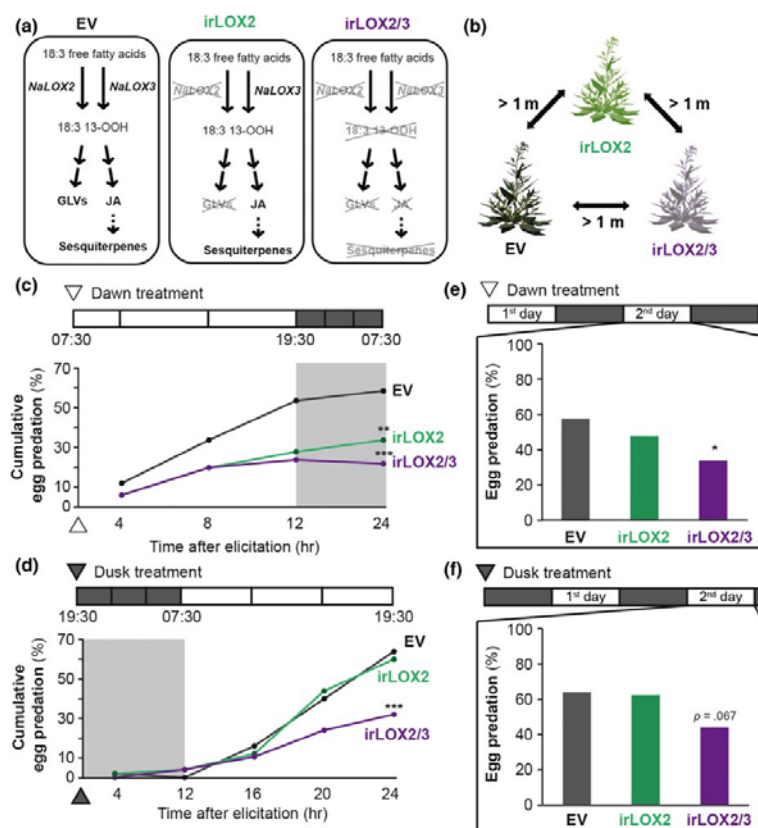 (a)
EV
irLOX2
irLOX2/3
18:3 free fatty acids
NaLOX2
NaLOX3
18:3 13-OOH
GLVs
JA
Sesquiterpenes
18:3 free fatty acids
NaLOX2
NaLOX3
18:3 13-OOH
GLVs
JA
Sesquiterpenes
18:3 free fatty acids
NaLOX2
NaLOX3
18:3 13-OOH
GLVs
JA
Sesquiterpenes
(b)
> 1 m
> 1 m
irLOX2
> 1 m
EV
irLOX2/3
(c)
Dawn treatment
07:30
19:30
07:30
Cumulative
egg predation (%)
70
50
30
10
0
EV
**
irLOX2
***
irLOX2/3
4
8
12
24
Time after elicitation (hr)
(d)
Dusk treatment
19:30
07:30
19:30
Cumulative
egg predation (%)
70
50
30
10
0
EV
irLOX2
***
irLOX2/3
4
12
16
20
24
Time after elicitation (hr)
(e)
Dawn treatment
1st day
2nd day
Egg predation (%)
100
80
60
40
20
0
*
EV
irLOX2
irLOX2/3
(f)
Dusk treatment
1st day
2nd day
Egg predation (%)
100
80
60
40
20
0
p = .067
EV
irLOX2
irLOX2/3